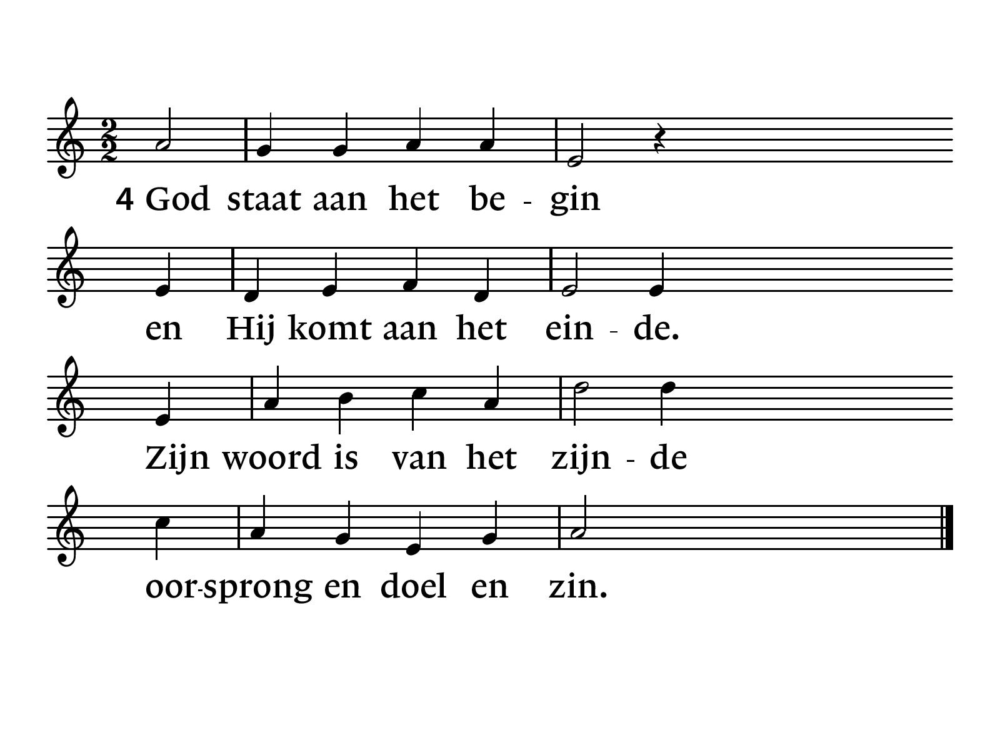 4 God staat aan het be - gin
en Hij komt aan het ein - de.
Zijn woord is van het zijn - de
oor-sprong en doel en zin.